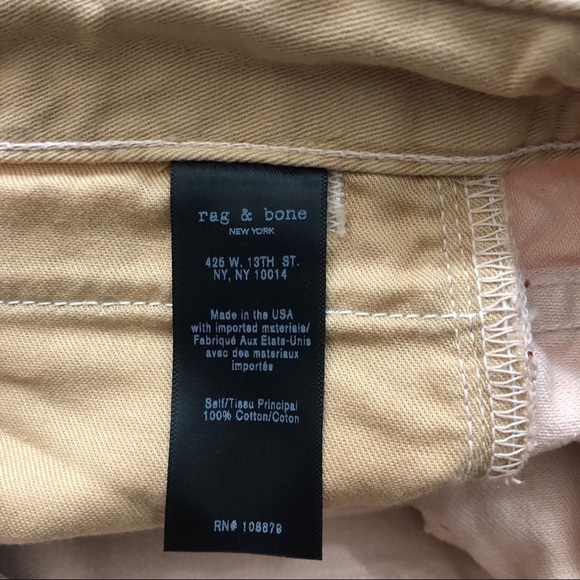 rag & bone
NEW YORK
425 W. 13TH ST.
NY, NY 10014
Made in the USA
with imported materials/
Fabriqué Aux Etats-Unis
avec des materiaux
importés
Self/Tissu Principal
100% Cotton/Coton
RN# 106879